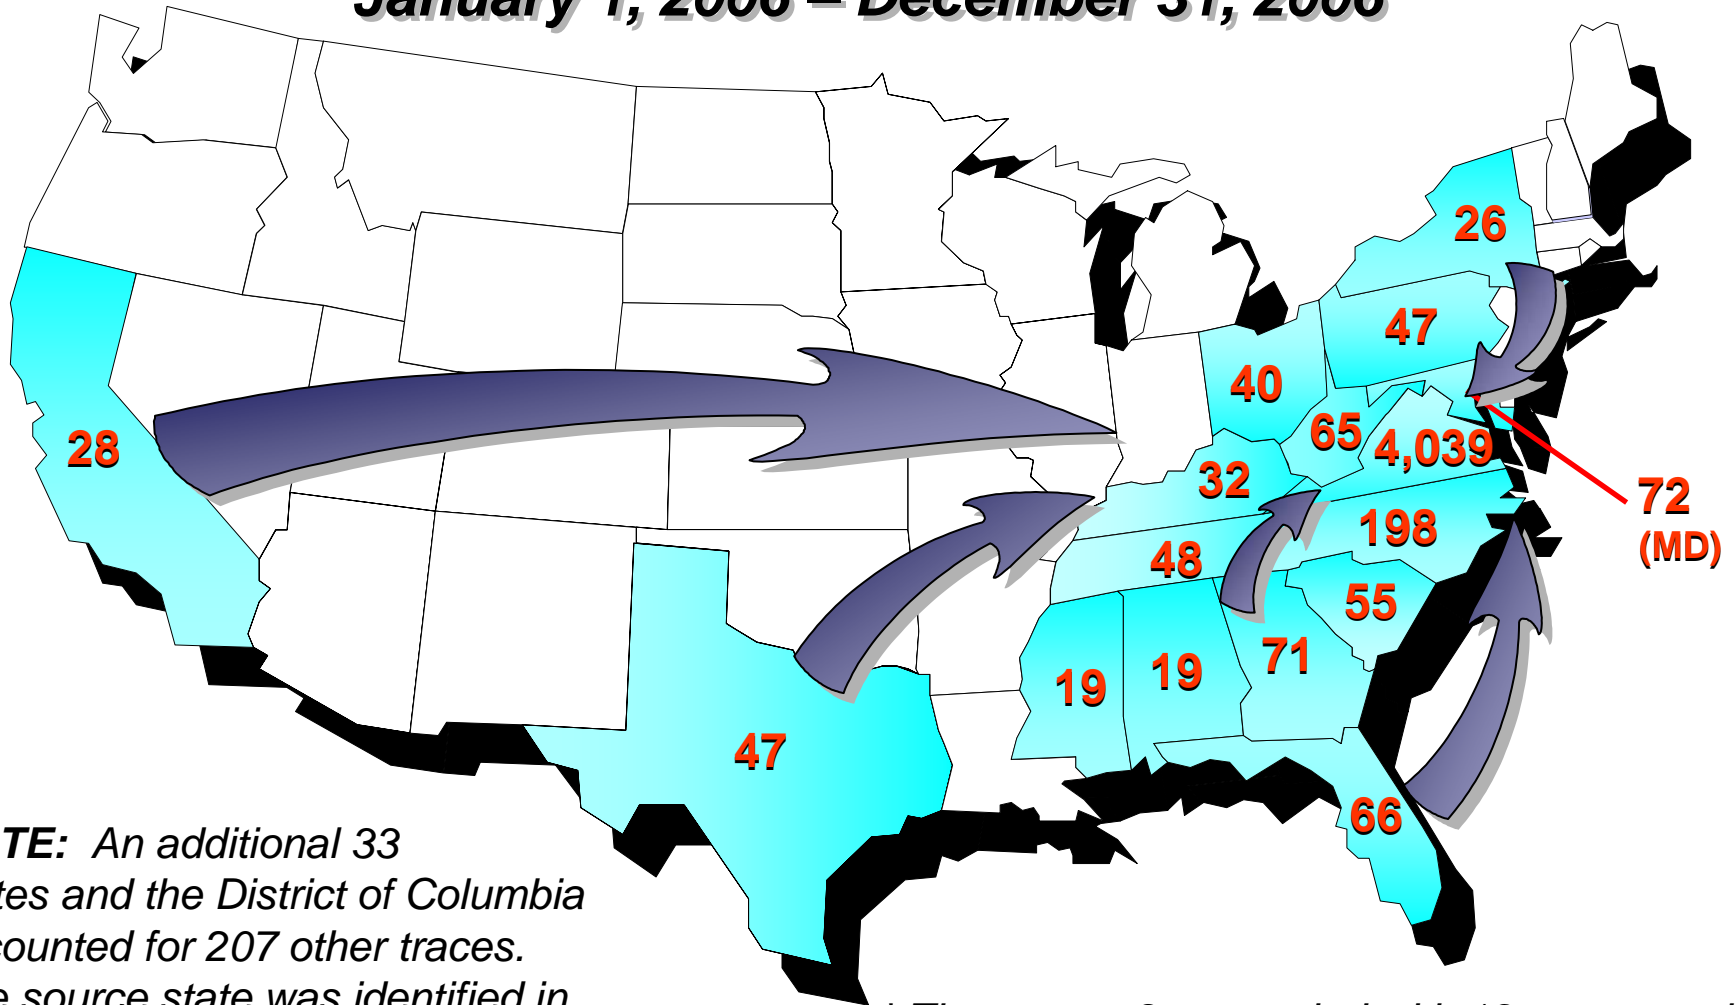 January 1, 2006 – December 31, 2006
26
47
40
28
65
4,039
32
72
(MD)
198
48
55
71
19
19
47
66
TE: An additional 33
tes and the District of Columbia
counted for 207 other traces.
e source state was identified in